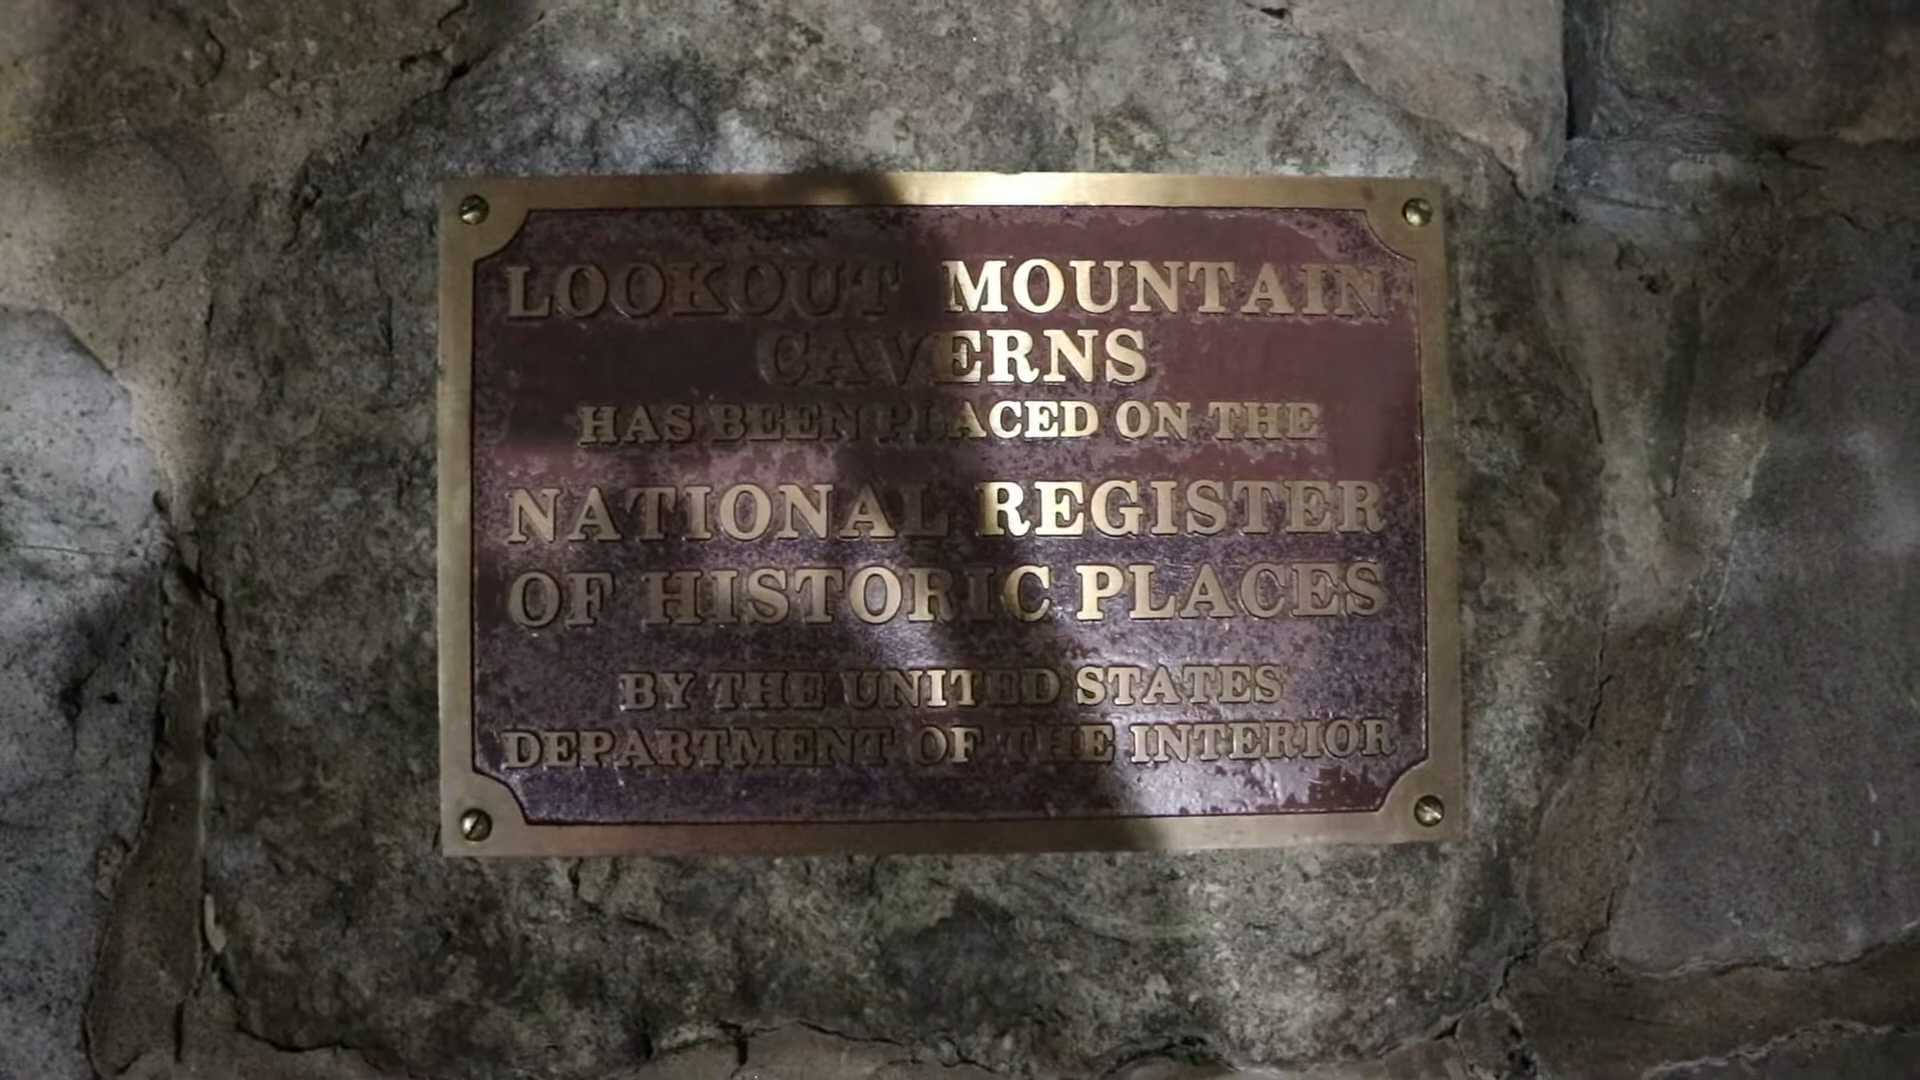 LOOKOUT MOUNTAIN
CAVERNS
HAS BEEN PLACED ON THE
NATIONAL REGISTER
OF HISTORIC PLACES
BY THE UNITED STATES
DEPARTMENT OF THE INTERIOR